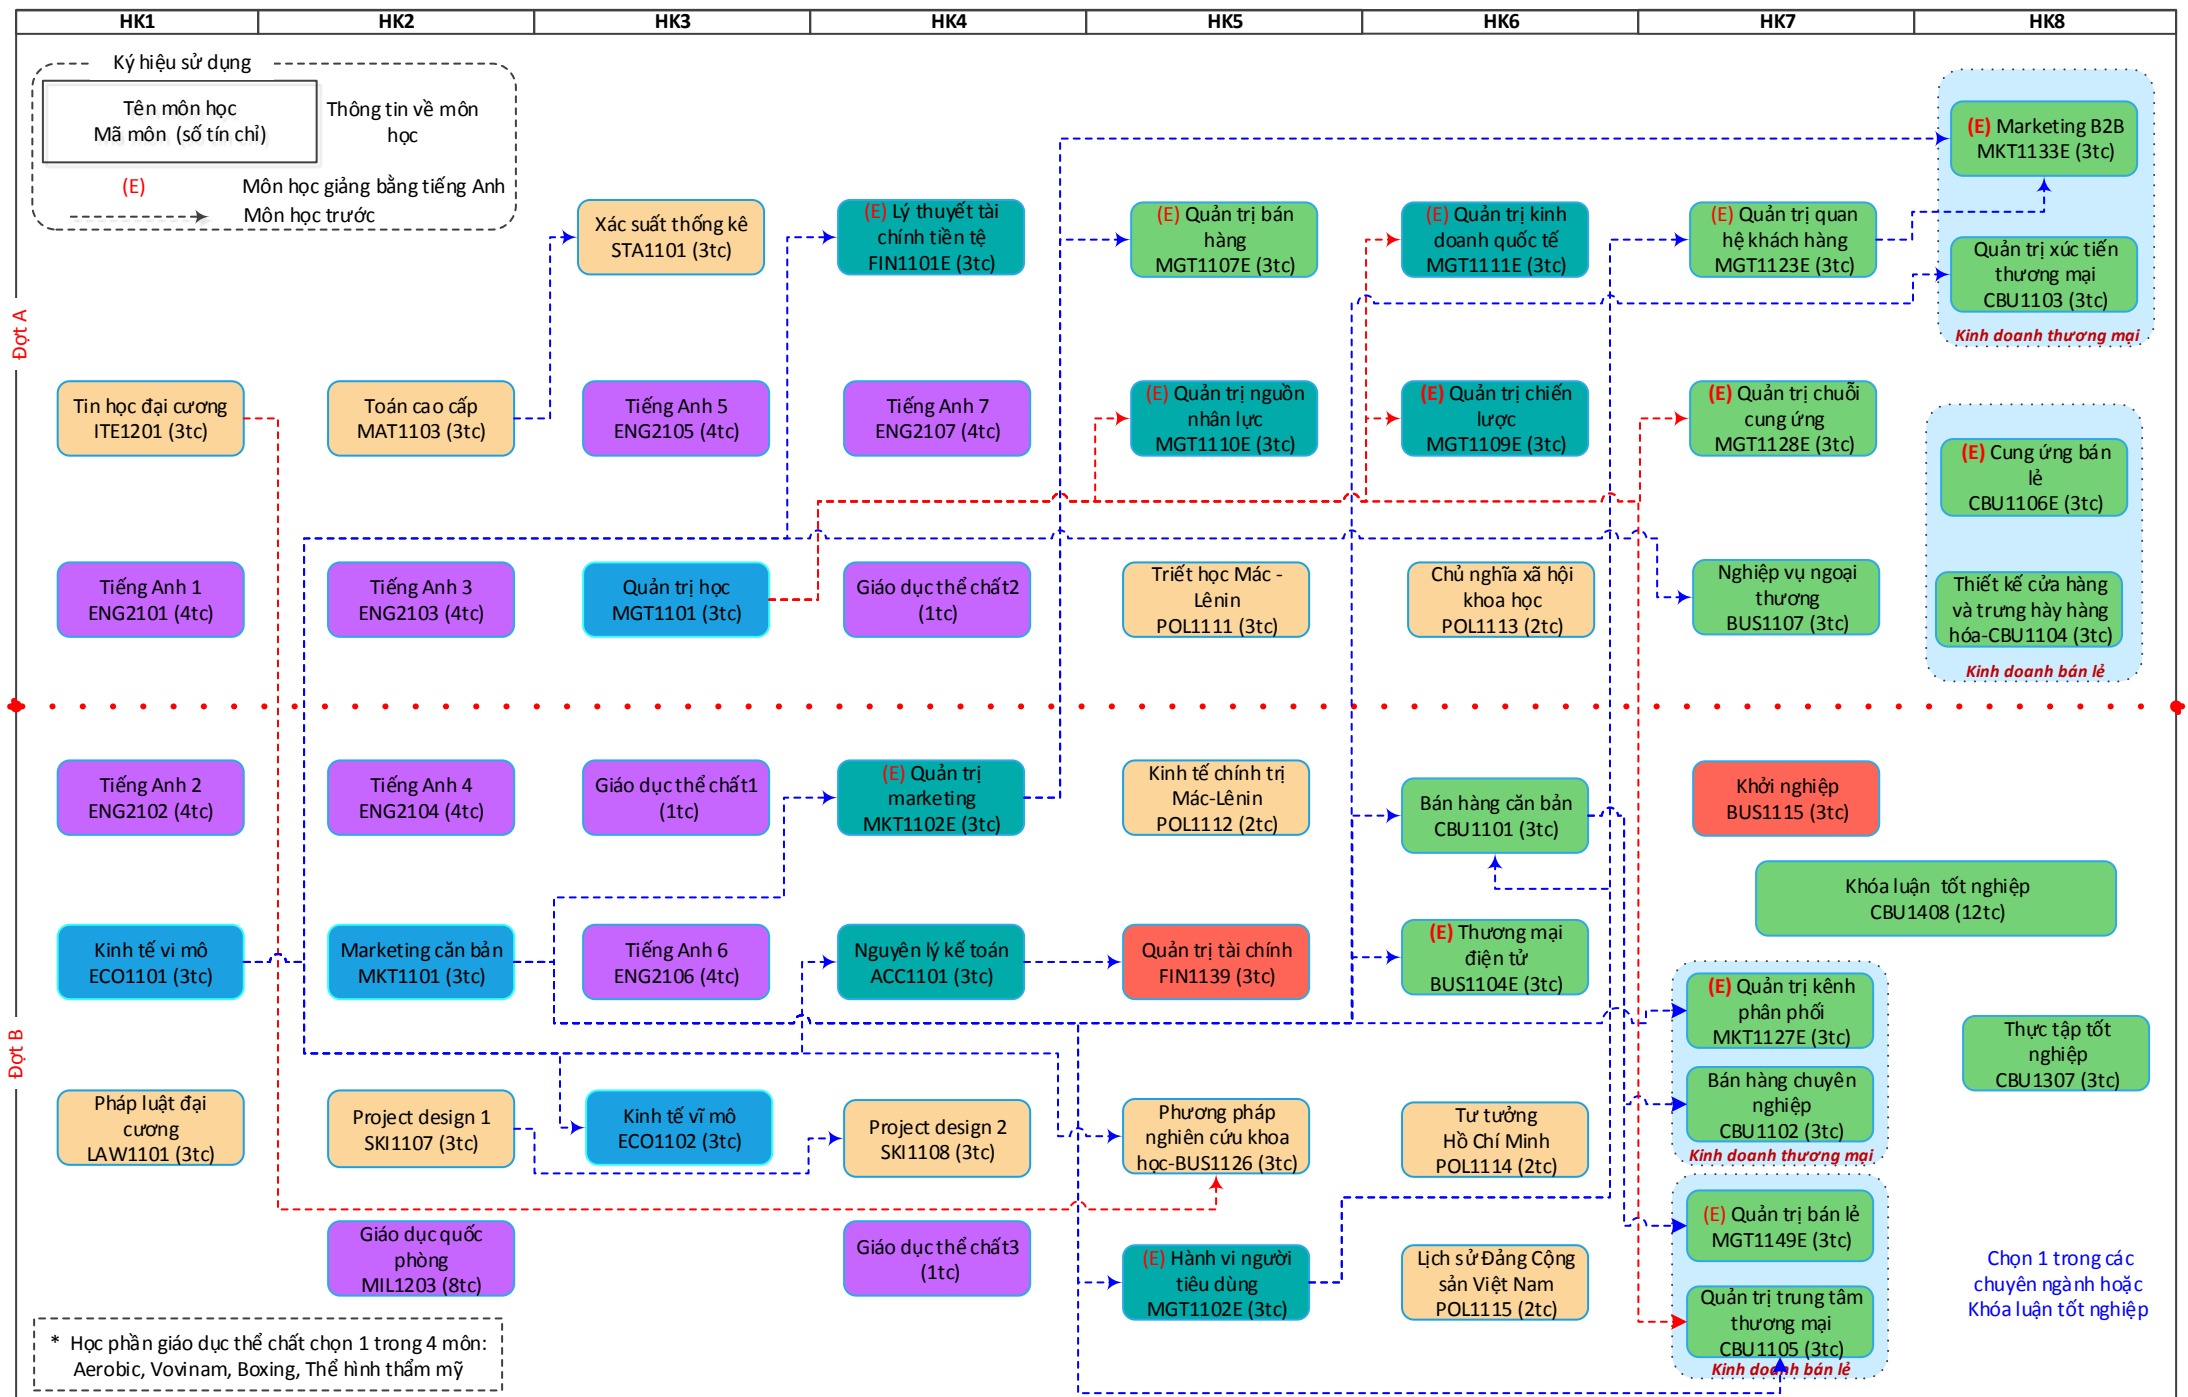 HK1
HK2
HK3
HK4
HK5
HK6
HK7
HK8
Ký hiệu sử dụng
Tên môn học
Mã môn (số tín chỉ)
Thông tin về môn
học
(E)
Môn học giảng bằng tiếng Anh
Môn học trước
Đợt A
Xác suất thống kê
STA1101 (3tc)
(E) Lý thuyết tài
chính tiền tệ
FIN1101E (3tc)
(E) Quản trị bán
hàng
MGT1107E (3tc)
(E) Quản trị kinh
doanh quốc tế
MGT1111E (3tc)
(E) Quản trị quan
hệ khách hàng
MGT1123E (3tc)
(E) Marketing B2B
MKT1133E (3tc)
Quản trị xúc tiến
thương mại
CBU1103 (3tc)
Kinh doanh thương mại
Tin học đại cương
ITE1201 (3tc)
Toán cao cấp
MAT1103 (3tc)
Tiếng Anh 5
ENG2105 (4tc)
Tiếng Anh 7
ENG2107 (4tc)
(E) Quản trị nguồn
nhân lực
MGT1110E (3tc)
(E) Quản trị chiến
lược
MGT1109E (3tc)
(E) Quản trị chuỗi
cung ứng
MGT1128E (3tc)
(E) Cung ứng bán
lẻ
CBU1106E (3tc)
Tiếng Anh 1
ENG2101 (4tc)
Tiếng Anh 3
ENG2103 (4tc)
Quản trị học
MGT1101 (3tc)
Giáo dục thể chất2
(1tc)
Triết học Mác -
Lênin
POL1111 (3tc)
Chủ nghĩa xã hội
khoa học
POL1113 (2tc)
Nghiệp vụ ngoại
thương
BUS1107 (3tc)
Thiết kế cửa hàng
và trưng hày hàng
hóa-CBU1104 (3tc)
Kinh doanh bán lẻ
Đợt B
Tiếng Anh 2
ENG2102 (4tc)
Tiếng Anh 4
ENG2104 (4tc)
Giáo dục thể chất1
(1tc)
(E) Quản trị
marketing
MKT1102E (3tc)
Kinh tế chính trị
Mác-Lênin
POL1112 (2tc)
Bán hàng căn bản
CBU1101 (3tc)
Khởi nghiệp
BUS1115 (3tc)
Khóa luận tốt nghiệp
CBU1408 (12tc)
Kinh tế vi mô
ECO1101 (3tc)
Marketing căn bản
MKT1101 (3tc)
Tiếng Anh 6
ENG2106 (4tc)
Nguyên lý kế toán
ACC1101 (3tc)
Quản trị tài chính
FIN1139 (3tc)
(E) Thương mại
điện tử
BUS1104E (3tc)
(E) Quản trị kênh
phân phối
MKT1127E (3tc)
Thực tập tốt
nghiệp
CBU1307 (3tc)
Pháp luật đại
cương
LAW1101 (3tc)
Project design 1
SKI1107 (3tc)
Kinh tế vĩ mô
ECO1102 (3tc)
Project design 2
SKI1108 (3tc)
Phương pháp
nghiên cứu khoa
học-BUS1126 (3tc)
Tư tưởng
Hồ Chí Minh
POL1114 (2tc)
Bán hàng chuyên
nghiệp
CBU1102 (3tc)
Kinh doanh thương mại
Giáo dục quốc
phòng
MIL1203 (8tc)
Giáo dục thể chất3
(1tc)
(E) Hành vi người
tiêu dùng
MGT1102E (3tc)
Lịch sử Đảng Cộng
sản Việt Nam
POL1115 (2tc)
(E) Quản trị bán lẻ
MGT1149E (3tc)
Quản trị trung tâm
thương mại
CBU1105 (3tc)
Kinh doanh bán lẻ
Chọn 1 trong các
chuyên ngành hoặc
Khóa luận tốt nghiệp
* Học phần giáo dục thể chất chọn 1 trong 4 môn:
Aerobic, Vovinam, Boxing, Thể hình thẩm mỹ